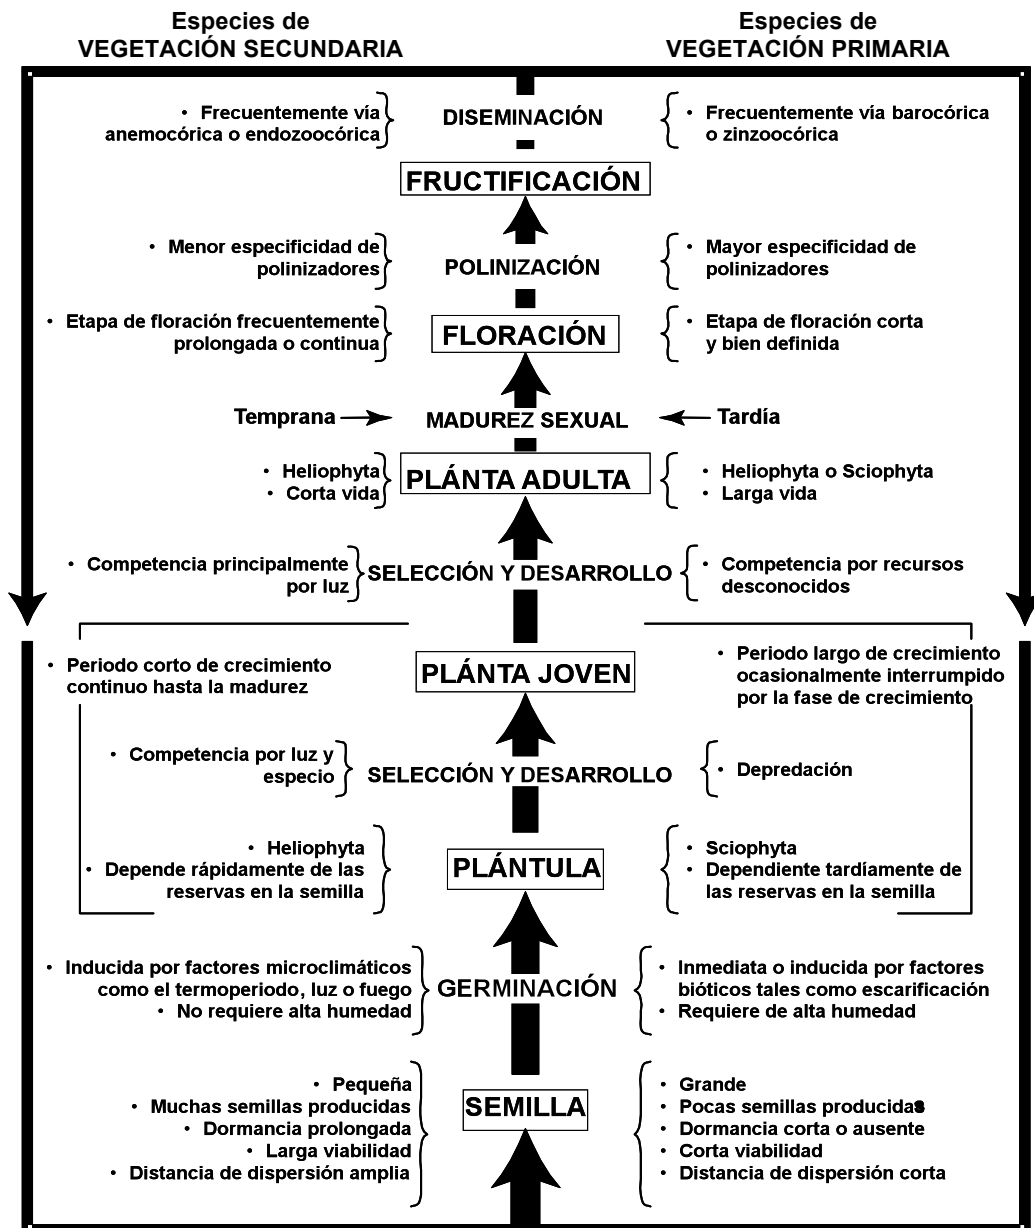 Especies de
VEGETACIÓN SECUNDARIA
Especies de
VEGETACIÓN PRIMARIA
• Frecuentemente vía
anemocórica o endozoocórica
DISEMINACIÓN
• Frecuentemente vía barocórica
o zinzoocórica
FRUCTIFICACIÓN
• Menor especificidad de
polinizadores
POLINIZACIÓN
• Mayor especificidad de
polinizadores
• Etapa de floración frecuentemente
prolongada o continua
FLORACIÓN
• Etapa de floración corta
y bien definida
Temprana
MADUREZ SEXUAL
Tardía
• Heliophyta
• Corta vida
PLÁNTA ADULTA
• Heliophyta o Sciophyta
• Larga vida
• Competencia principalmente
por luz
SELECCIÓN Y DESARROLLO
• Competencia por recursos
desconocidos
• Periodo corto de crecimiento
continuo hasta la madurez
PLÁNTA JOVEN
• Periodo largo de crecimiento
ocasionalmente interrumpido
por la fase de crecimiento
• Competencia por luz y
especio
SELECCIÓN Y DESARROLLO
• Depredación
• Heliophyta
• Depende rápidamente de las
reservas en la semilla
PLÁNTULA
• Sciophyta
• Dependiente tardíamente de
las reservas en la semilla
• Inducida por factores microclimáticos
como el termoperiodo, luz o fuego
• No requiere alta humedad
GERMINACIÓN
• Inmediata o inducida por factores
bióticos tales como escarificación
• Requiere de alta humedad
• Pequeña
• Muchas semillas producidas
• Dormancia prolongada
• Larga viabilidad
• Distancia de dispersión amplia
SEMILLA
• Grande
• Pocas semillas producidas
• Dormancia corta o ausente
• Corta viabilidad
• Distancia de dispersión corta